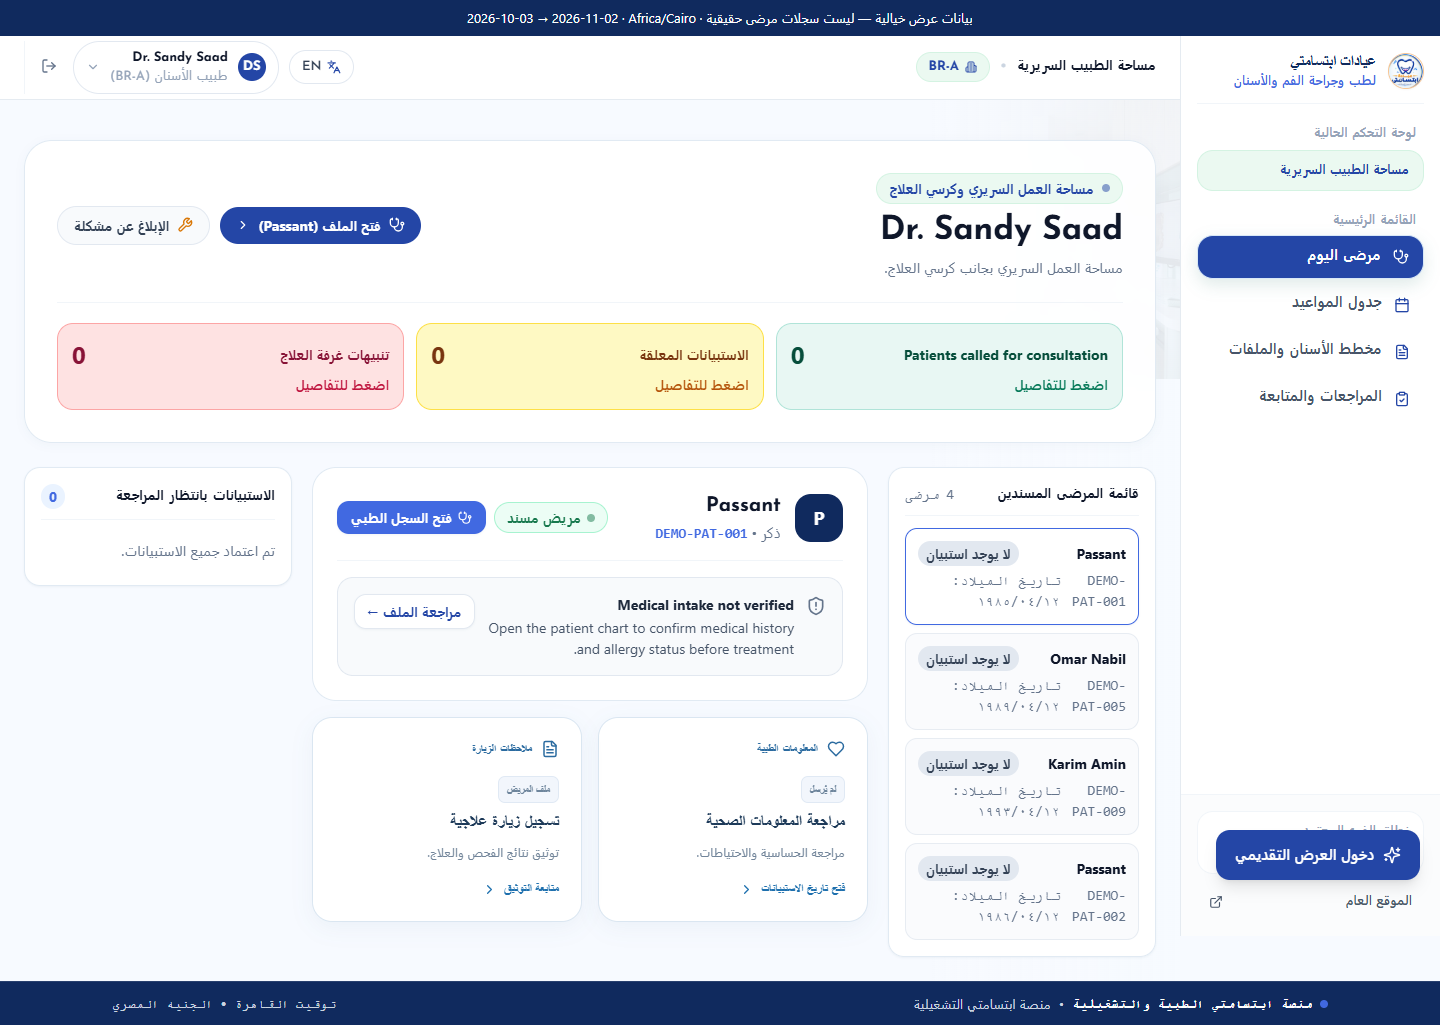 بيانات عرض خيالية — ليست سجلات مرضى حقيقية · Africa/Cairo · 2026-11-02 → 2026-10-03
عيادات ابتسامتي
لطب وجراحة الفم والأسنان
لوحة التحكم الحالية
مساحة الطبيب السريرية
القائمة الرئيسية
مرضى اليوم
جدول المواعيد
مخطط الأسنان والملفات
المراجعات والمتابعة
دخول العرض التقديمي
الموقع العام
مساحة الطبيب السريرية • BR-A
EN
DS
Dr. Sandy Saad
طبيب الأسنان (BR-A)
مساحة العمل السريري وكرسي العلاج
Dr. Sandy Saad
مساحة العمل السريري بجانب كرسي العلاج.
فتح الملف (Passant)
الإبلاغ عن مشكلة
Patients called for consultation 0
اضغط للتفاصيل
الاستبيانات المعلقة 0
اضغط للتفاصيل
تنبيهات غرفة العلاج 0
اضغط للتفاصيل
قائمة المرضى المسندين 4 مرضى
Passant لا يوجد استبيان
DEMO-PAT-001 تاريخ الميلاد: ١٩٨٥/٠٤/١٢
Omar Nabil لا يوجد استبيان
DEMO-PAT-005 تاريخ الميلاد: ١٩٨٩/٠٤/١٢
Karim Amin لا يوجد استبيان
DEMO-PAT-009 تاريخ الميلاد: ١٩٩٣/٠٤/١٢
Passant لا يوجد استبيان
DEMO-PAT-002 تاريخ الميلاد: ١٩٨٦/٠٤/١٢
P
Passant
ذكر • DEMO-PAT-001
مريض مسند
فتح السجل الطبي
Medical intake not verified
Open the patient chart to confirm medical history
and allergy status before treatment.
مراجعة الملف ←
المعلومات الطبية
لم يُرسل
مراجعة المعلومات الصحية
مراجعة الحساسية والاحتياطات.
فتح تاريخ الاستبيانات
ملاحظات الزيارة
ملف المريض
تسجيل زيارة علاجية
توثيق نتائج الفحص والعلاج.
متابعة التوثيق
الاستبيانات بانتظار المراجعة 0
تم اعتماد جميع الاستبيانات.
منصة ابتسامتي الطبية والتشغيلية • منصة ابتسامتي التشغيلية
توقيت القاهرة • الجنيه المصري